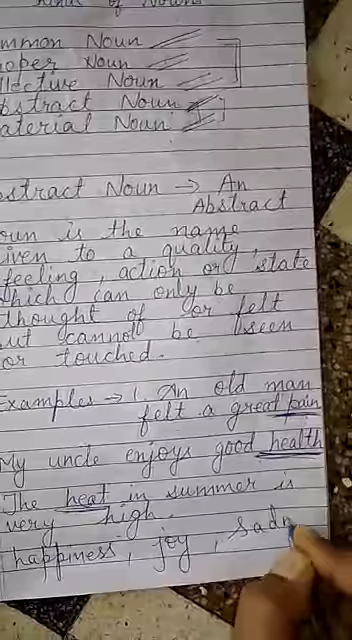 Kinds of Nouns
mmon Noun
oper Noun
llective Noun
bstract Noun
aterial Noun
bstract Noun → An
Abstract
oun is the name
iven to a quality,
feeling, action or state
which can only be
thought of or felt
ut cannot be seen
or touched.
Examples → 1. An old man
felt a great pain
My uncle enjoys good health
The heat in summer is
very high.
happiness, joy, sadn